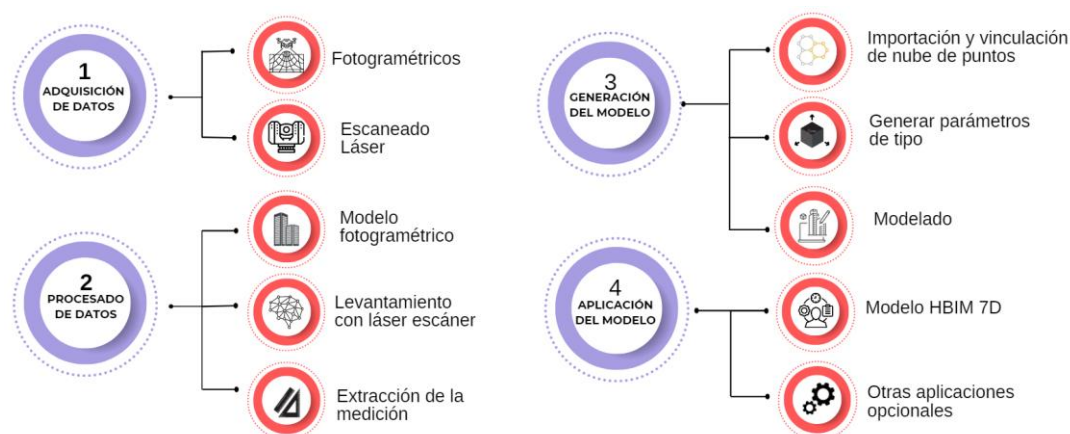 1
ADQUISICIÓN
DE DATOS
Fotogramétricos
Escaneado
Láser
2
PROCESADO
DE DATOS
Modelo
fotogramétrico
Levantamiento
con láser escáner
Extracción de la
medición
3
GENERACIÓN
DEL MODELO
Importación y vinculación
de nube de puntos
Generar parámetros
de tipo
Modelado
4
APLICACIÓN
DEL MODELO
Modelo HBIM 7D
Otras aplicaciones
opcionales